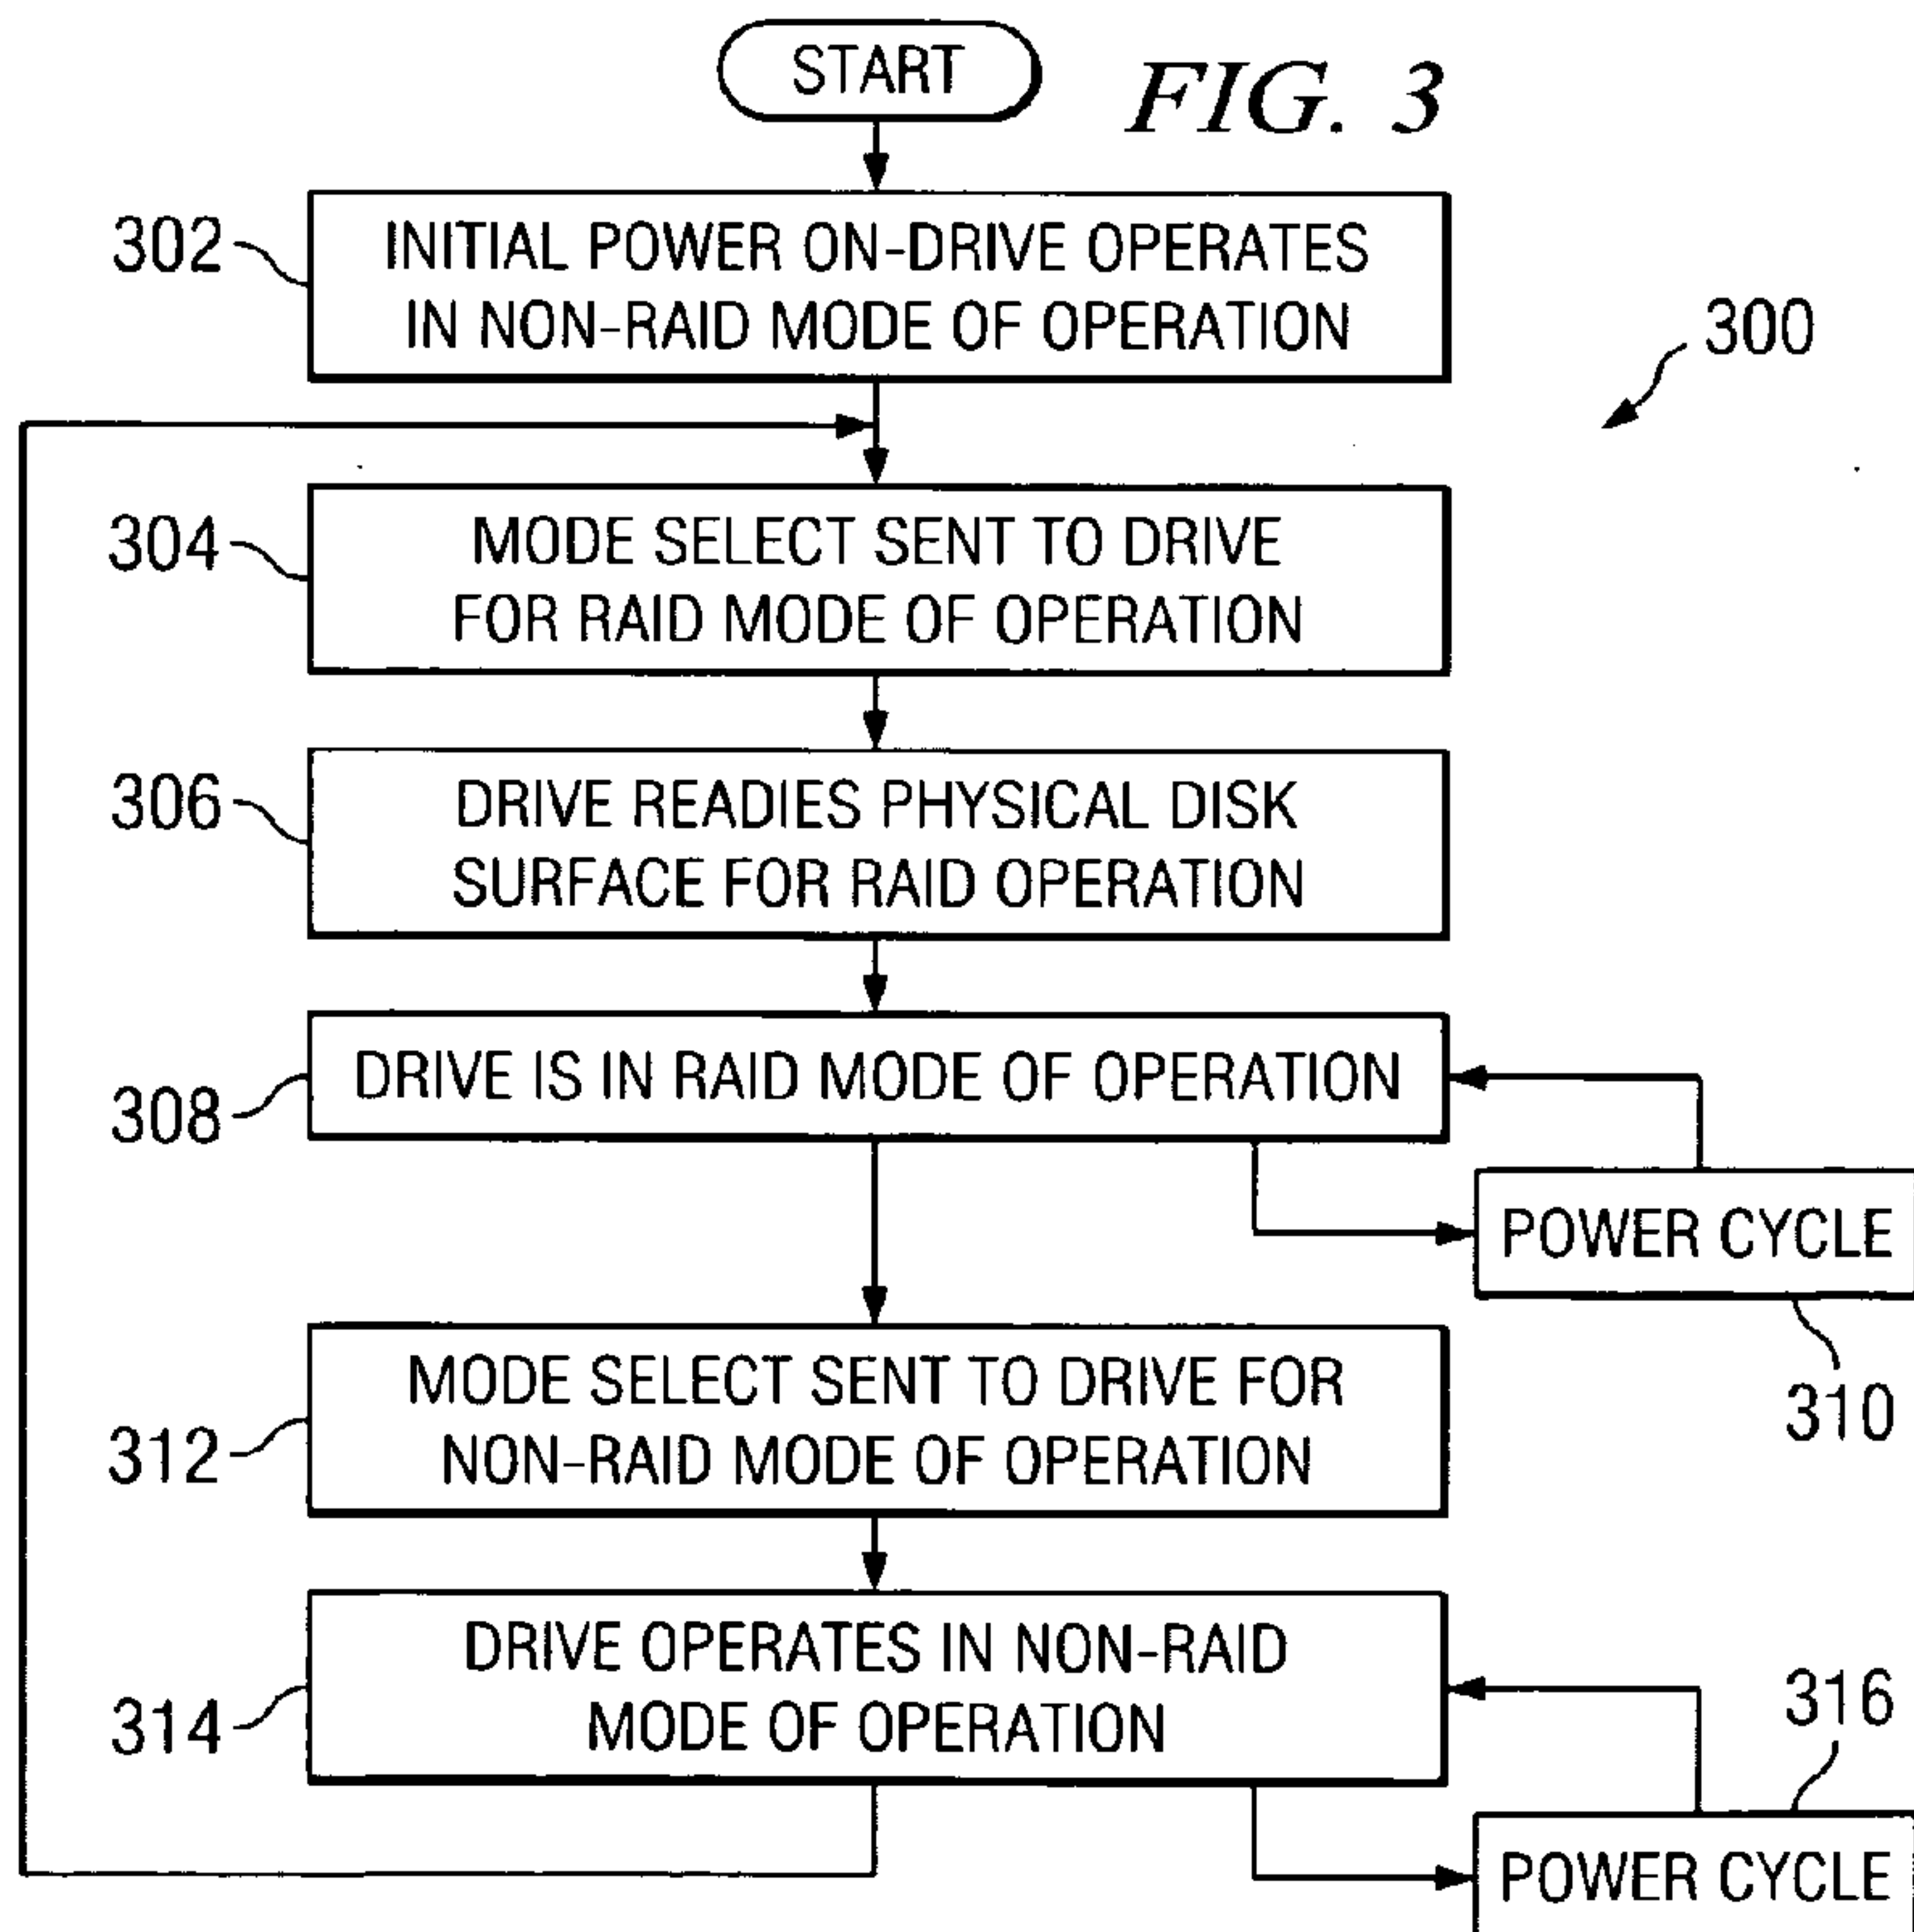 START
FIG. 3
302
INITIAL POWER ON-DRIVE OPERATES
IN NON-RAID MODE OF OPERATION
300
304
MODE SELECT SENT TO DRIVE
FOR RAID MODE OF OPERATION
306
DRIVE READIES PHYSICAL DISK
SURFACE FOR RAID OPERATION
308
DRIVE IS IN RAID MODE OF OPERATION
POWER CYCLE
310
312
MODE SELECT SENT TO DRIVE FOR
NON-RAID MODE OF OPERATION
314
DRIVE OPERATES IN NON-RAID
MODE OF OPERATION
316
POWER CYCLE